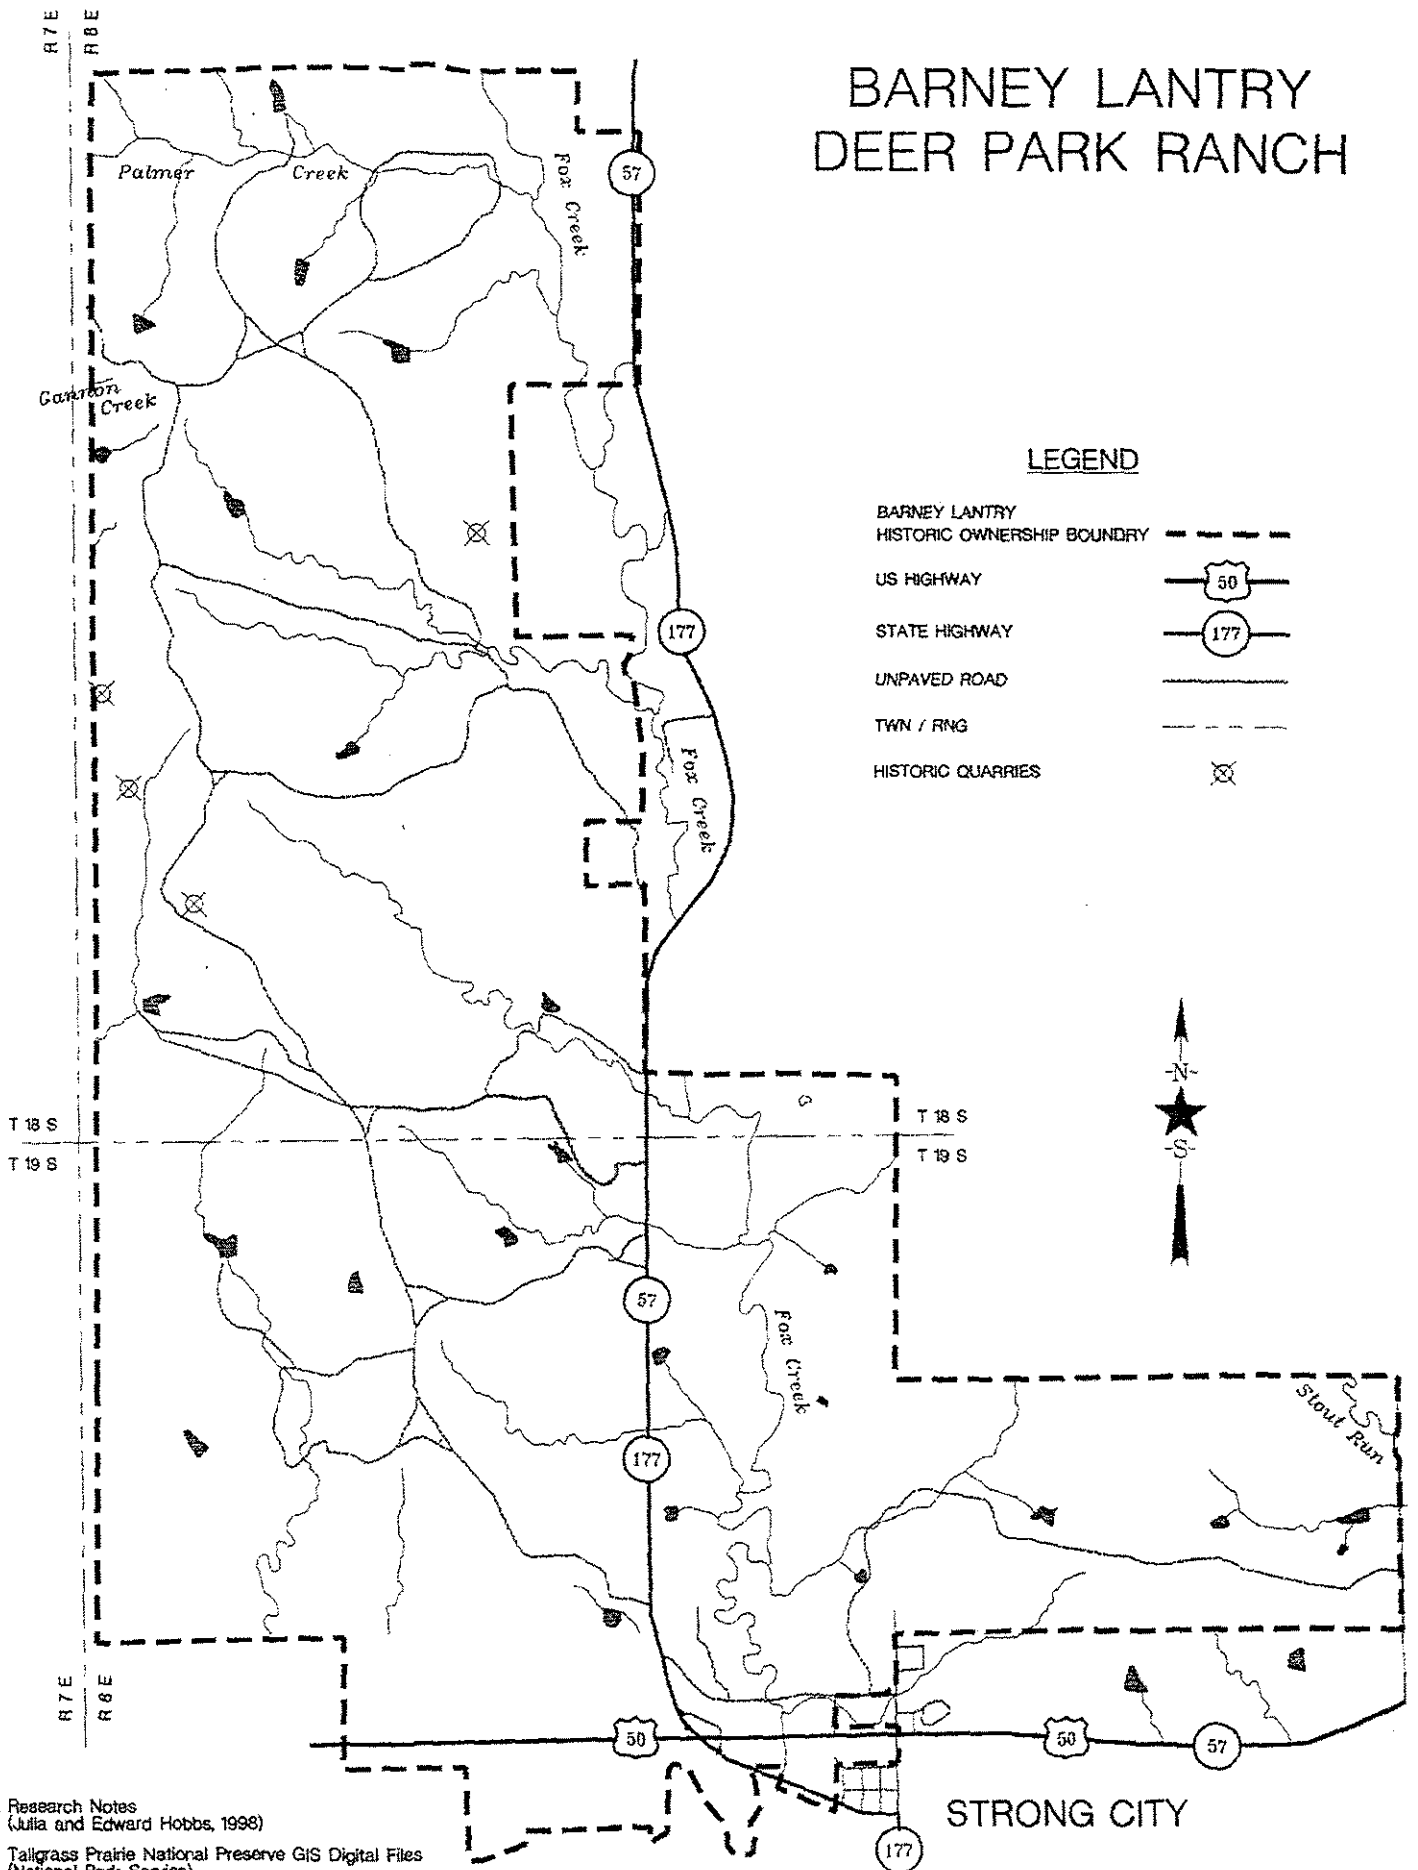 R7E
R8E
BARNEY LANTRY
DEER PARK RANCH
57
Palmer Creek
Fox Creek
Gannon
Creek
LEGEND
BARNEY LANTRY
HISTORIC OWNERSHIP BOUNDRY
US HIGHWAY
50
STATE HIGHWAY
177
UNPAVED ROAD
TWN / RNG
HISTORIC QUARRIES
177
Fox Creek
-N-
-S-
T 18 S
T 19 S
T 18 S
T 19 S
57
Fox Creek
177
Stout Run
R7E
R8E
50
50
57
STRONG CITY
177
Research Notes
(Julia and Edward Hobbs, 1998)
Tallgrass Prairie National Preserve GIS Digital Files
(National Park Service)